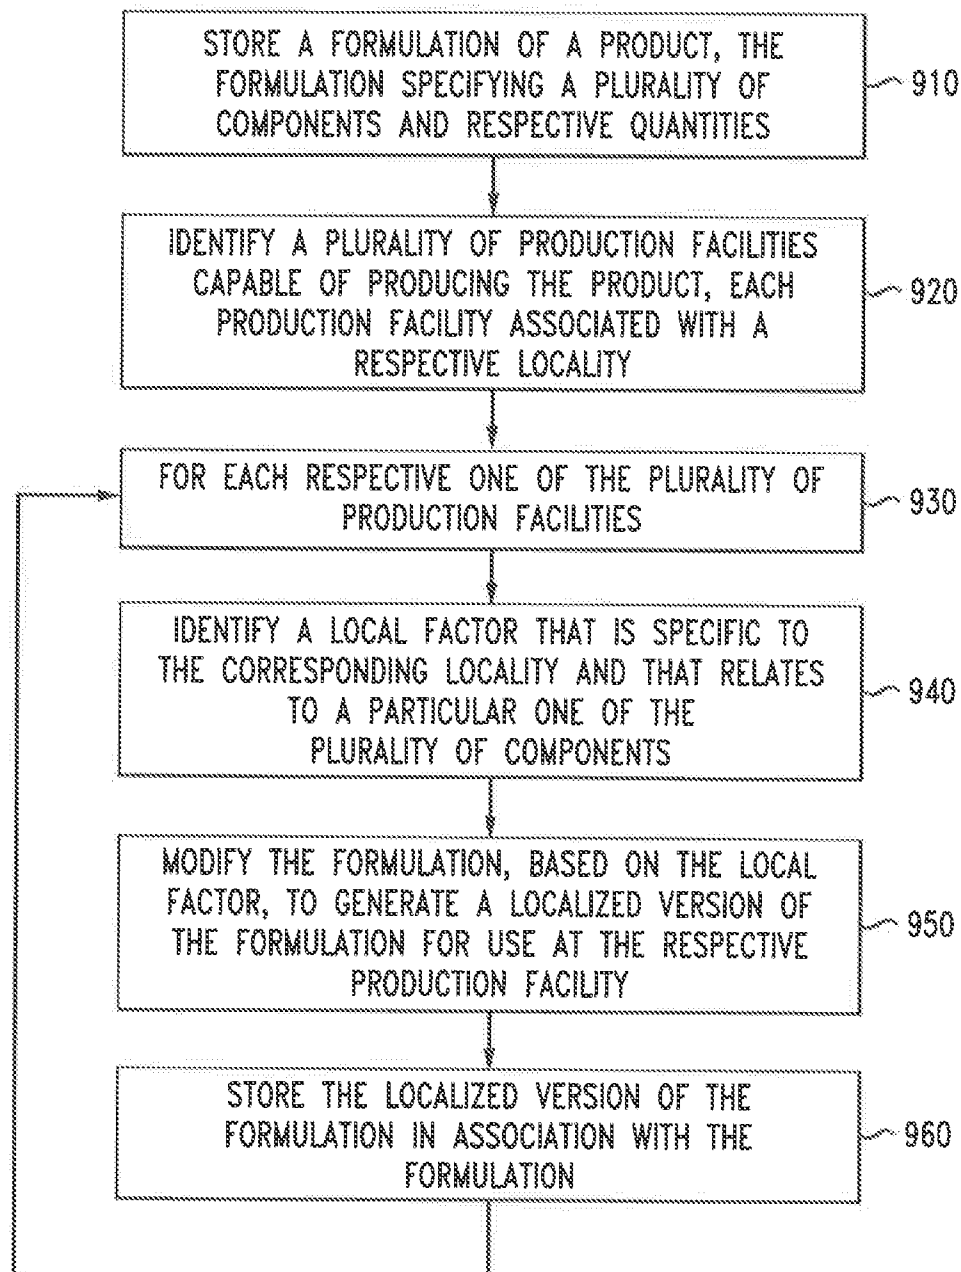 STORE A FORMULATION OF A PRODUCT, THE
FORMULATION SPECIFYING A PLURALITY OF
COMPONENTS AND RESPECTIVE QUANTITIES
910
IDENTIFY A PLURALITY OF PRODUCTION FACILITIES
CAPABLE OF PRODUCING THE PRODUCT, EACH
PRODUCTION FACILITY ASSOCIATED WITH A
RESPECTIVE LOCALITY
920
FOR EACH RESPECTIVE ONE OF THE PLURALITY OF
PRODUCTION FACILITIES
930
IDENTIFY A LOCAL FACTOR THAT IS SPECIFIC TO
THE CORRESPONDING LOCALITY AND THAT RELATES
TO A PARTICULAR ONE OF THE
PLURALITY OF COMPONENTS
940
MODIFY THE FORMULATION, BASED ON THE LOCAL
FACTOR, TO GENERATE A LOCALIZED VERSION OF
THE FORMULATION FOR USE AT THE RESPECTIVE
PRODUCTION FACILITY
950
STORE THE LOCALIZED VERSION OF THE
FORMULATION IN ASSOCIATION WITH THE
FORMULATION
960